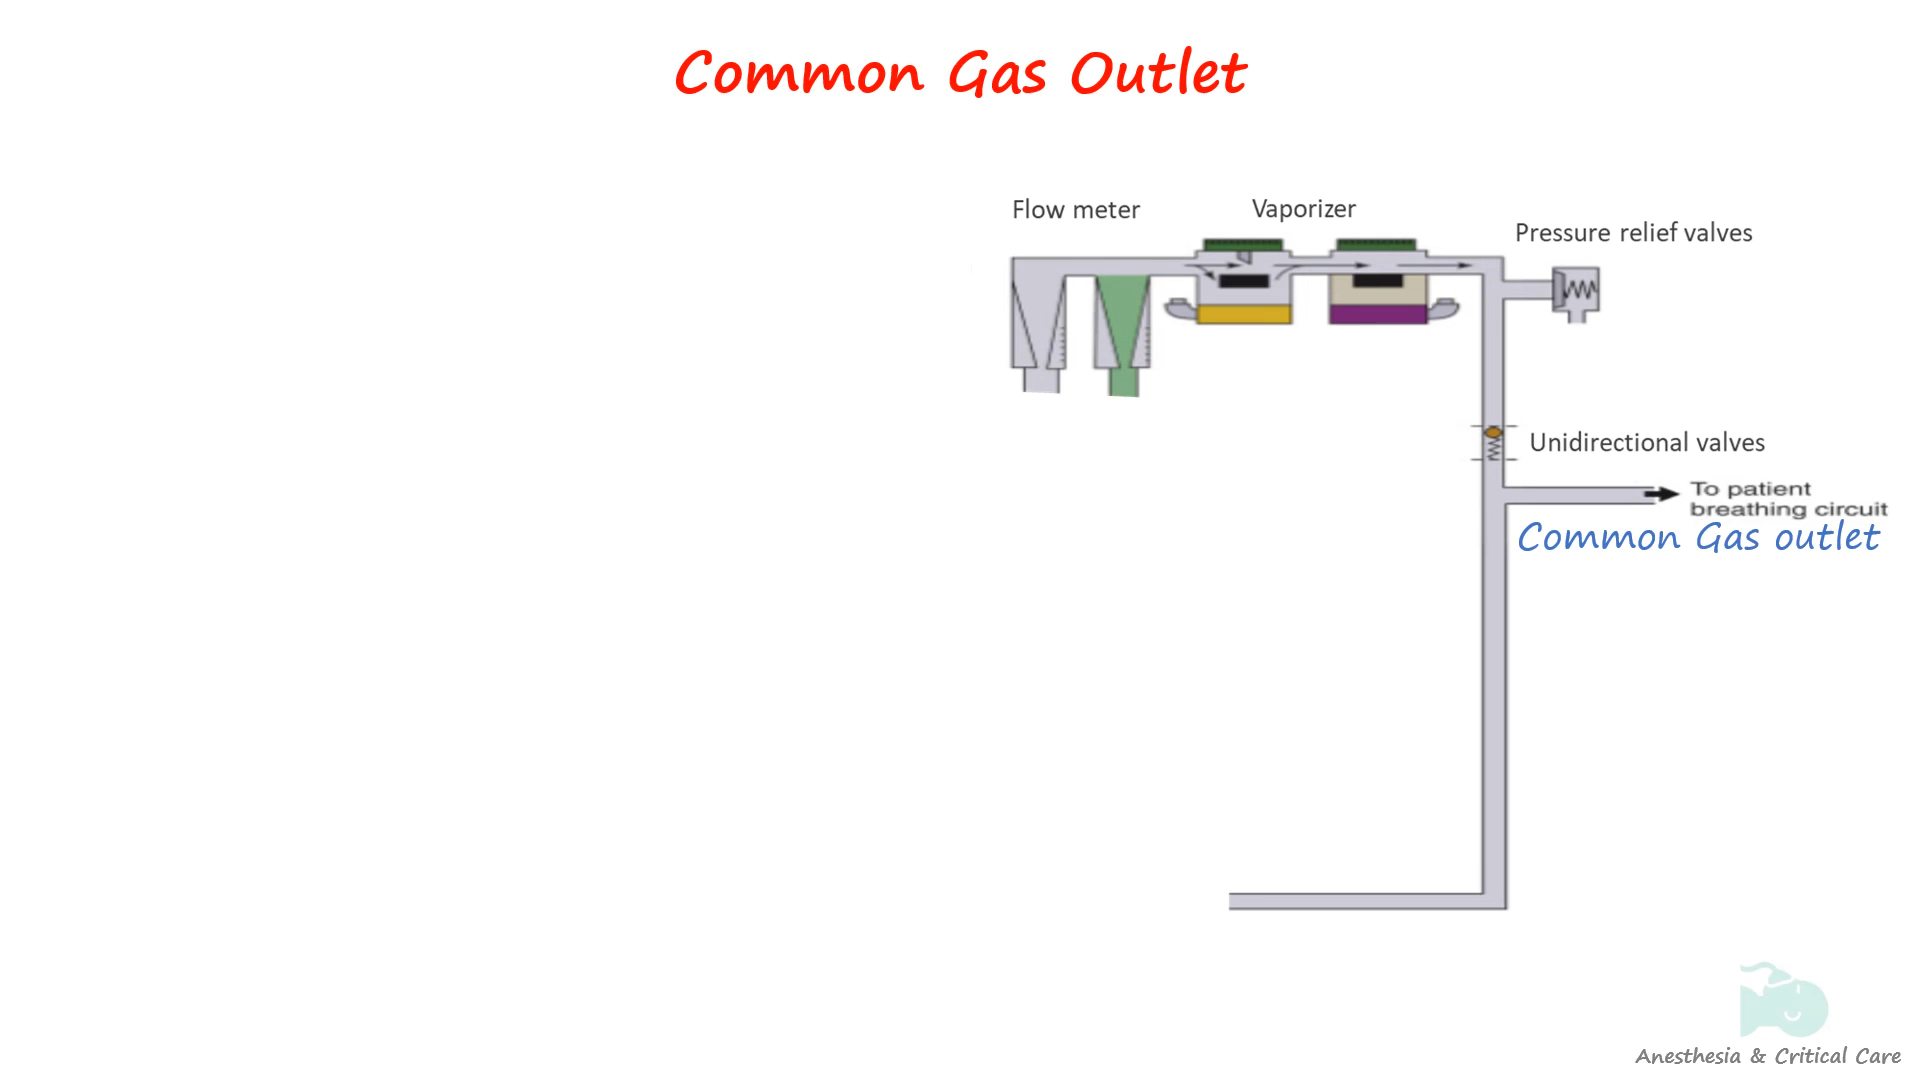 Common Gas Outlet
Flow meter
Vaporizer
Pressure relief valves
Unidirectional valves
To patient
breathing circuit
Common Gas outlet
Anesthesia & Critical Care